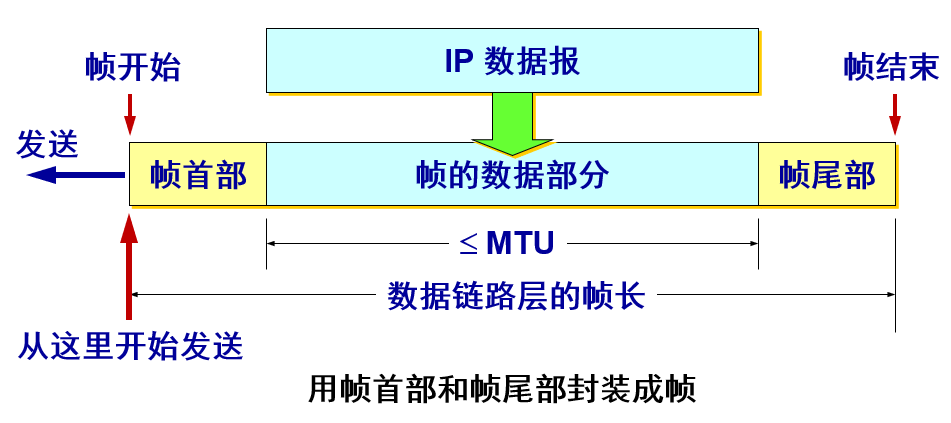 IP 数据报
帧开始
帧结束
发送
帧首部
帧的数据部分
帧尾部
≤ MTU
数据链路层的帧长
从这里开始发送
用帧首部和帧尾部封装成帧